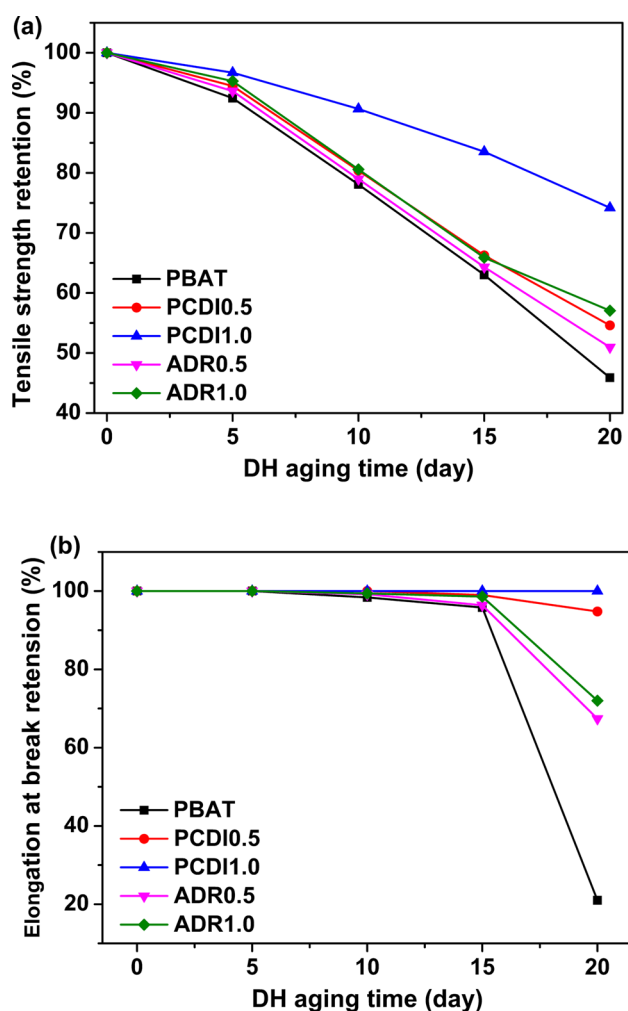 (a)
Tensile strength retention (%)
100
90
80
70
60
50
40
PBAT
PCDI0.5
PCDI1.0
ADR0.5
ADR1.0
0 5 10 15 20
DH aging time (day)
(b)
Elongation at break retension (%)
100
80
60
40
20
PBAT
PCDI0.5
PCDI1.0
ADR0.5
ADR1.0
0 5 10 15 20
DH aging time (day)